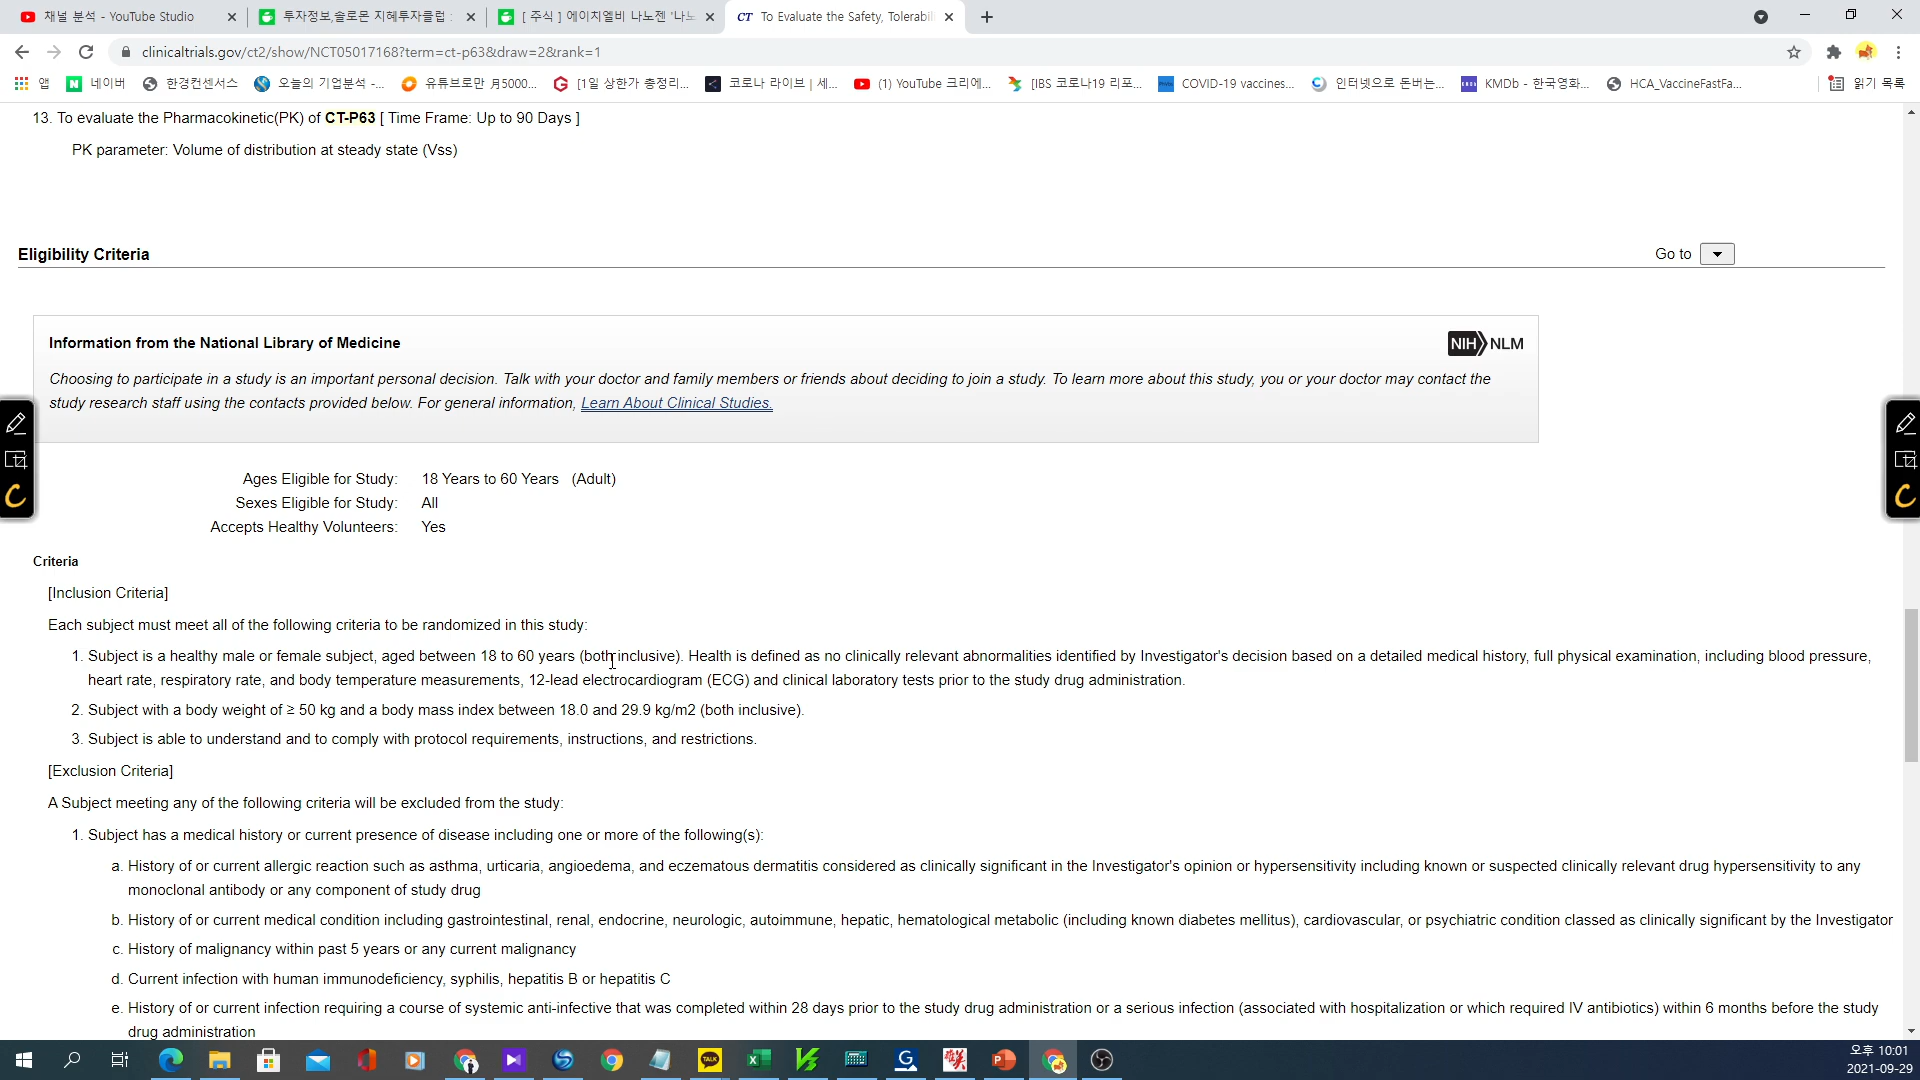 채널 분석 - YouTube Studio
투자정보,솔로몬 지혜투자클럽 :
[ 주식 ] 에이치엘비 나노젠 '나노
CT To Evaluate the Safety, Tolerabil
clinicaltrials.gov/ct2/show/NCT05017168?term=ct-p63&draw=2&rank=1
앱
네이버
한경컨센서스
오늘의 기업분석 -...
유튜브로만 月5000...
[1일 상한가 총정리...
코로나 라이브 | 세...
(1) YouTube 크리에...
[IBS 코로나19 리포...
COVID-19 vaccines...
인터넷으로 돈버는...
KMDb - 한국영화...
HCA_VaccineFastFa...
읽기 목록
13. To evaluate the Pharmacokinetic(PK) of CT-P63 [ Time Frame: Up to 90 Days ]
PK parameter: Volume of distribution at steady state (Vss)
Eligibility Criteria
Go to
Information from the National Library of Medicine
NIH NLM
Choosing to participate in a study is an important personal decision. Talk with your doctor and family members or friends about deciding to join a study. To learn more about this study, you or your doctor may contact the
study research staff using the contacts provided below. For general information, Learn About Clinical Studies.
Ages Eligible for Study: 18 Years to 60 Years (Adult)
Sexes Eligible for Study: All
Accepts Healthy Volunteers: Yes
Criteria
[Inclusion Criteria]
Each subject must meet all of the following criteria to be randomized in this study:
1. Subject is a healthy male or female subject, aged between 18 to 60 years (both inclusive). Health is defined as no clinically relevant abnormalities identified by Investigator's decision based on a detailed medical history, full physical examination, including blood pressure,
heart rate, respiratory rate, and body temperature measurements, 12-lead electrocardiogram (ECG) and clinical laboratory tests prior to the study drug administration.
2. Subject with a body weight of ≥ 50 kg and a body mass index between 18.0 and 29.9 kg/m2 (both inclusive).
3. Subject is able to understand and to comply with protocol requirements, instructions, and restrictions.
[Exclusion Criteria]
A Subject meeting any of the following criteria will be excluded from the study:
1. Subject has a medical history or current presence of disease including one or more of the following(s):
a. History of or current allergic reaction such as asthma, urticaria, angioedema, and eczematous dermatitis considered as clinically significant in the Investigator's opinion or hypersensitivity including known or suspected clinically relevant drug hypersensitivity to any
monoclonal antibody or any component of study drug
b. History of or current medical condition including gastrointestinal, renal, endocrine, neurologic, autoimmune, hepatic, hematological metabolic (including known diabetes mellitus), cardiovascular, or psychiatric condition classed as clinically significant by the Investigator
c. History of malignancy within past 5 years or any current malignancy
d. Current infection with human immunodeficiency, syphilis, hepatitis B or hepatitis C
e. History of or current infection requiring a course of systemic anti-infective that was completed within 28 days prior to the study drug administration or a serious infection (associated with hospitalization or which required IV antibiotics) within 6 months before the study
drug administration
TALK
오후 10:01
2021-09-29